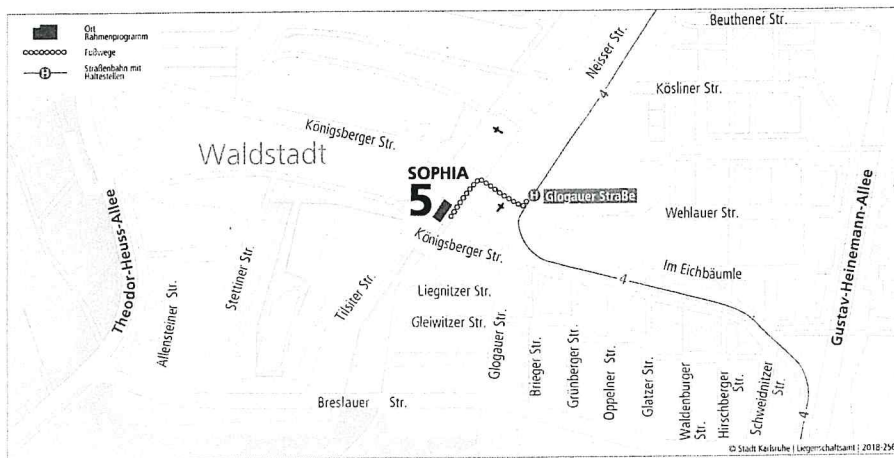 Ort
Rahmenprogramm
Fußwege
Straßenbahn mit
Haltestellen
H
Beuthener Str.
Neisser Str.
4
Kösliner Str.
Königsberger Str.
Waldstadt
SOPHIA
5
H Glogauer Straße
Wehlauer Str.
Gustav-Heinemann-Allee
Theodor-Heuss-Allee
Königsberger Str.
Im Eichbäumle
4
Stettiner Str.
Tilsiter Str.
Allensteiner Str.
Liegnitzer Str.
Gleiwitzer Str.
Glogauer Str.
Brieger Str.
Grünberger Str.
Oppelner Str.
Glatzer Str.
Waldenburger
Str.
Hirschberger
Str.
Schweidnitzer
Str.
4
Breslauer Str.
© Stadt Karlsruhe | Liegenschaftsamt | 2018-256